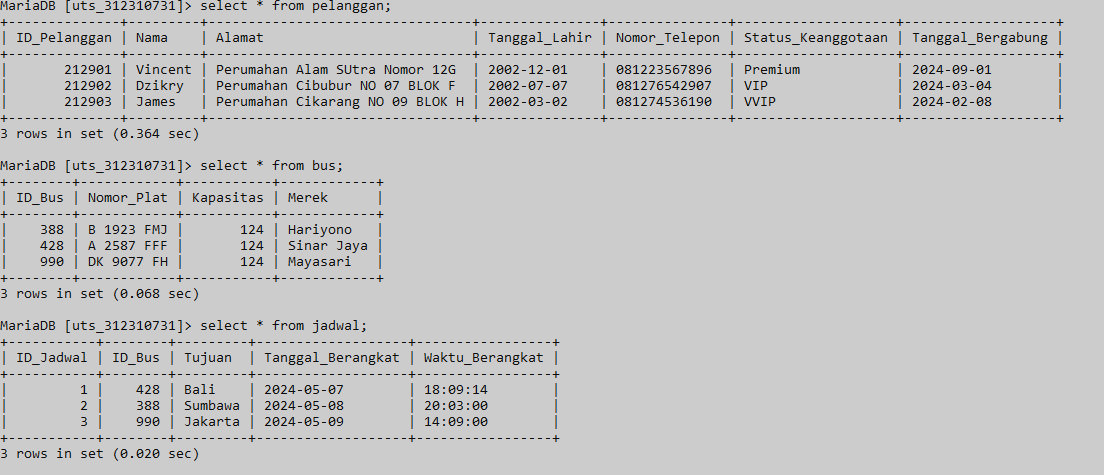 MariaDB [uts_312310731]> select * from pelanggan;
+--------------+---------+--------------------------------+---------------+---------------+--------------------+-------------------+
| ID_Pelanggan | Nama    | Alamat                         | Tanggal_Lahir | Nomor_Telepon | Status_Keanggotaan | Tanggal_Bergabung |
+--------------+---------+--------------------------------+---------------+---------------+--------------------+-------------------+
|       212901 | Vincent | Perumahan Alam SUtra Nomor 12G | 2002-12-01    | 081223567896  | Premium            | 2024-09-01        |
|       212902 | Dzikry  | Perumahan Cibubur NO 07 BLOK F | 2002-07-07    | 081276542907  | VIP                | 2024-03-04        |
|       212903 | James   | Perumahan Cikarang NO 09 BLOK H | 2002-03-02    | 081274536190  | VVIP               | 2024-02-08        |
+--------------+---------+--------------------------------+---------------+---------------+--------------------+-------------------+
3 rows in set (0.364 sec)
MariaDB [uts_312310731]> select * from bus;
+--------+------------+-----------+------------+
| ID_Bus | Nomor_Plat | Kapasitas | Merek      |
+--------+------------+-----------+------------+
|    388 | B 1923 FMJ |       124 | Hariyono   |
|    428 | A 2587 FFF |       124 | Sinar Jaya |
|    990 | DK 9077 FH |       124 | Mayasari   |
+--------+------------+-----------+------------+
3 rows in set (0.068 sec)
MariaDB [uts_312310731]> select * from jadwal;
+-----------+--------+---------+-------------------+-----------------+
| ID_Jadwal | ID_Bus | Tujuan  | Tanggal_Berangkat | Waktu_Berangkat |
+-----------+--------+---------+-------------------+-----------------+
|         1 |    428 | Bali    | 2024-05-07        | 18:09:14        |
|         2 |    388 | Sumbawa | 2024-05-08        | 20:03:00        |
|         3 |    990 | Jakarta | 2024-05-09        | 14:09:00        |
+-----------+--------+---------+-------------------+-----------------+
3 rows in set (0.020 sec)